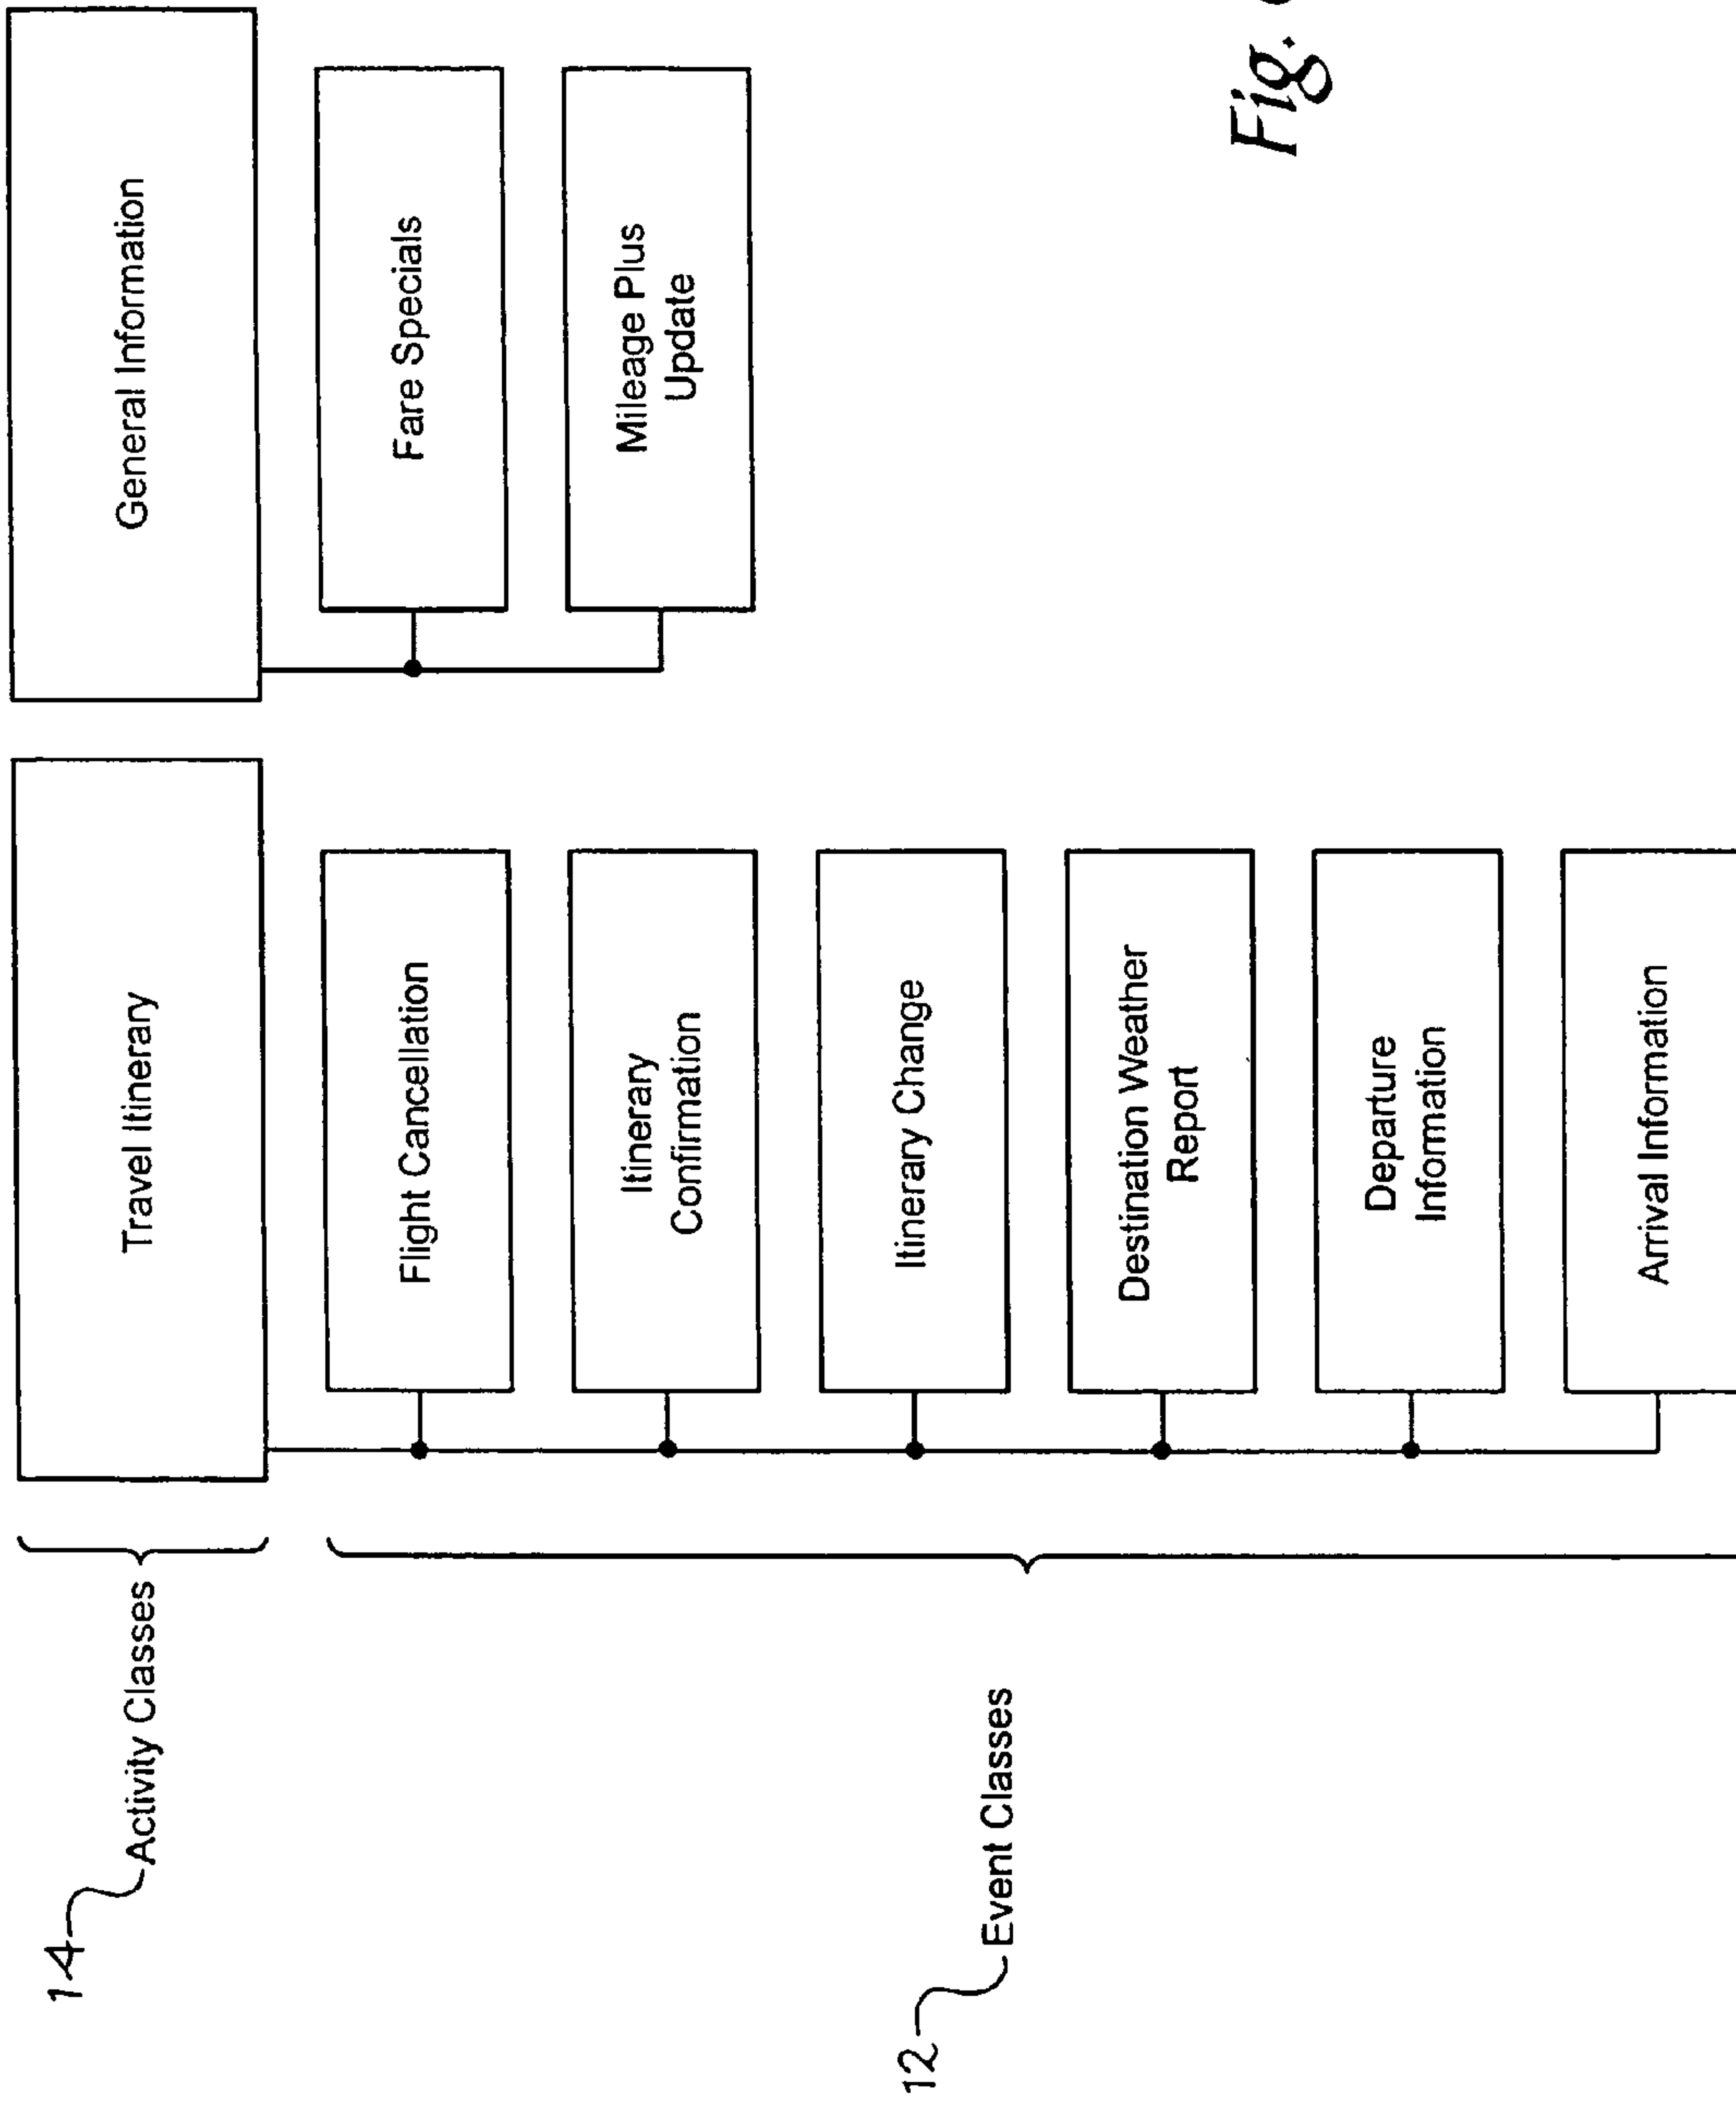 14
Activity Classes
Travel Itinerary
General Information
12
Event Classes
Flight Cancellation
Itinerary
Confirmation
Itinerary Change
Destination Weather
Report
Departure
Information
Arrival Information
Fare Specials
Mileage Plus
Update
Fig.